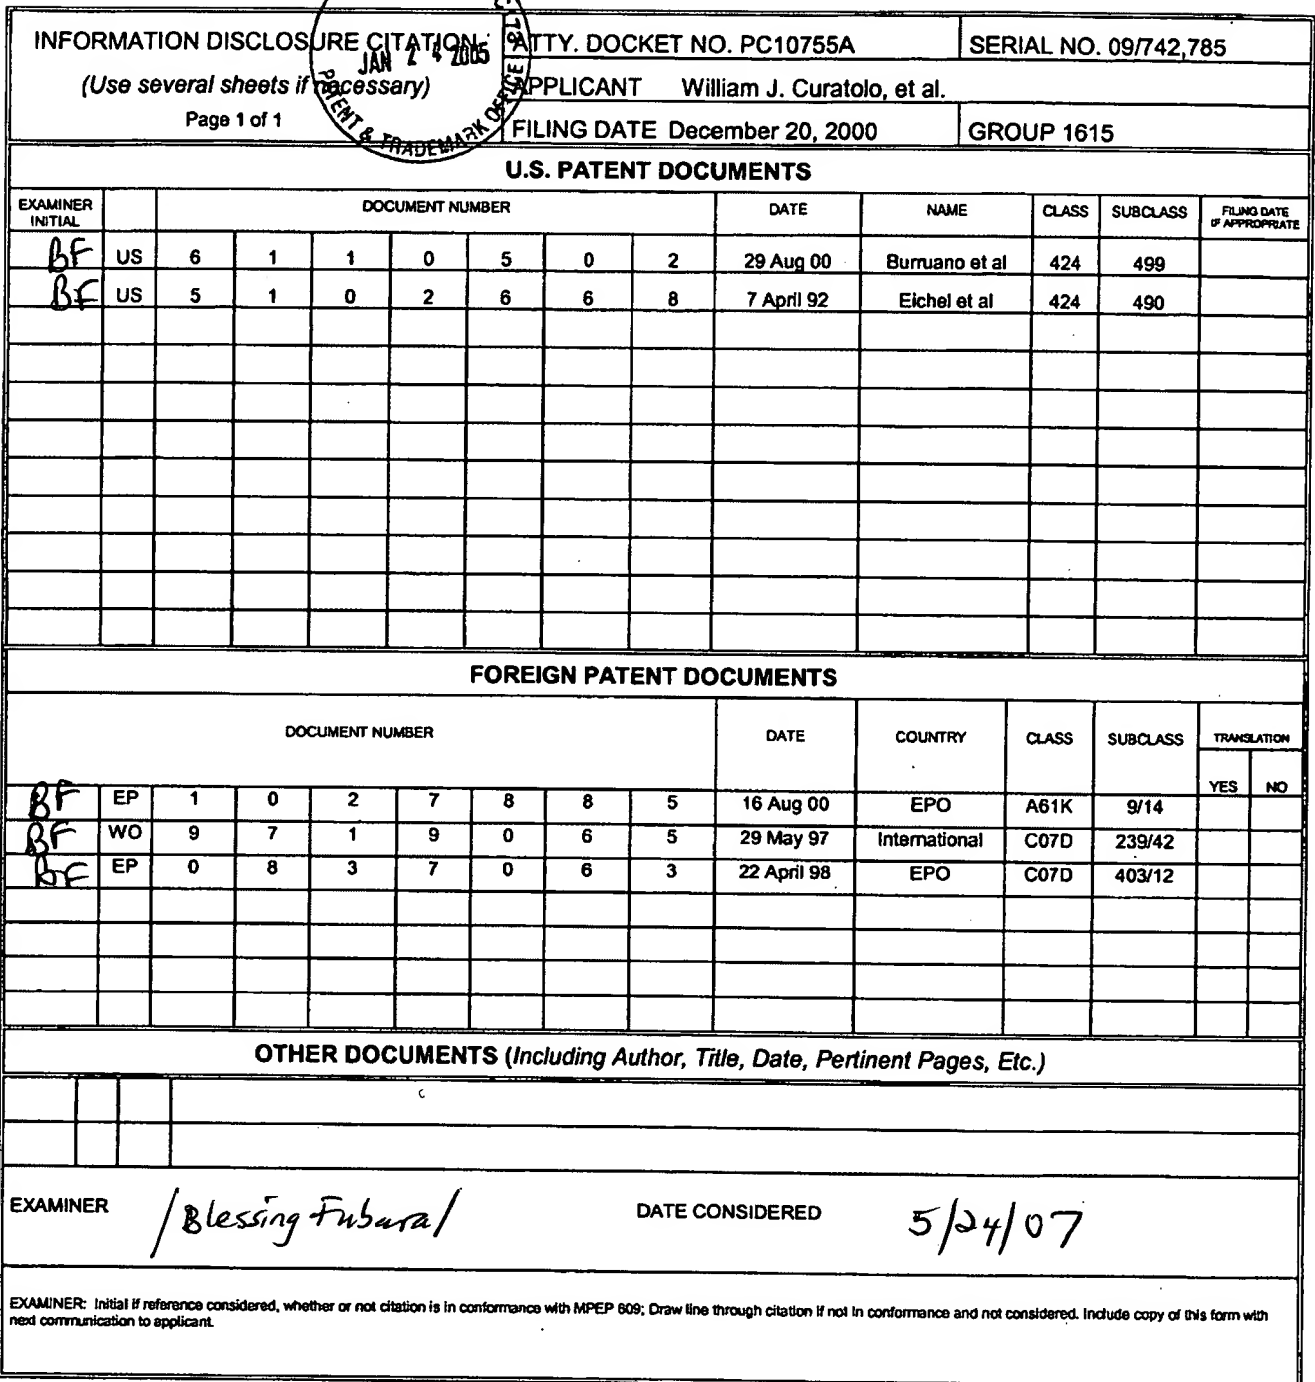 INFORMATION DISCLOSURE CITATION
(Use several sheets if necessary)
Page 1 of 1
JAN 24 2005
PATENT & TRADEMARK OFFICE
ATTY. DOCKET NO. PC10755A
SERIAL NO. 09/742,785
APPLICANT William J. Curatolo, et al.
FILING DATE December 20, 2000
GROUP 1615
U.S. PATENT DOCUMENTS
EXAMINER INITIAL DOCUMENT NUMBER DATE NAME CLASS SUBCLASS FILING DATE IF APPROPRIATE
BF US 6 1 1 0 5 0 2 29 Aug 00 Burruano et al 424 499
BF US 5 1 0 2 6 6 8 7 April 92 Eichel et al 424 490
FOREIGN PATENT DOCUMENTS
DOCUMENT NUMBER DATE COUNTRY CLASS SUBCLASS TRANSLATION
YES NO
BF EP 1 0 2 7 8 8 5 16 Aug 00 EPO A61K 9/14
BF WO 9 7 1 9 0 6 5 29 May 97 International C07D 239/42
BF EP 0 8 3 7 0 6 3 22 April 98 EPO C07D 403/12
OTHER DOCUMENTS (Including Author, Title, Date, Pertinent Pages, Etc.)
EXAMINER /Blessing Fubara/ DATE CONSIDERED 5/24/07
EXAMINER: Initial if reference considered, whether or not citation is in conformance with MPEP 609; Draw line through citation if not in conformance and not considered. Include copy of this form with
next communication to applicant.